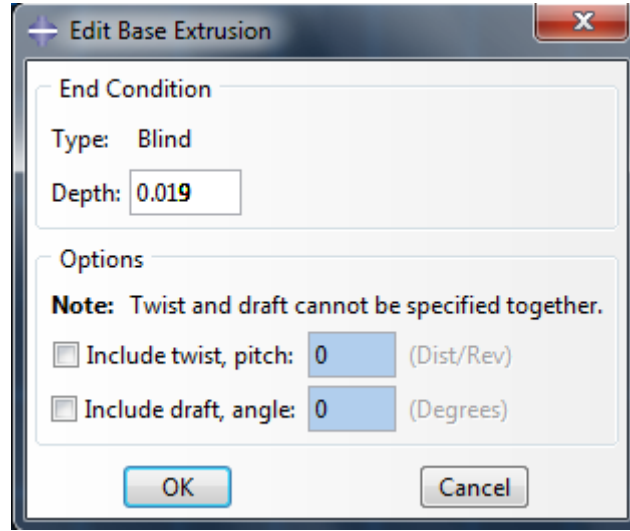 Edit Base Extrusion
End Condition
Type: Blind
Depth: 0.019
Options
Note: Twist and draft cannot be specified together.
Include twist, pitch: 0 (Dist/Rev)
Include draft, angle: 0 (Degrees)
OK Cancel